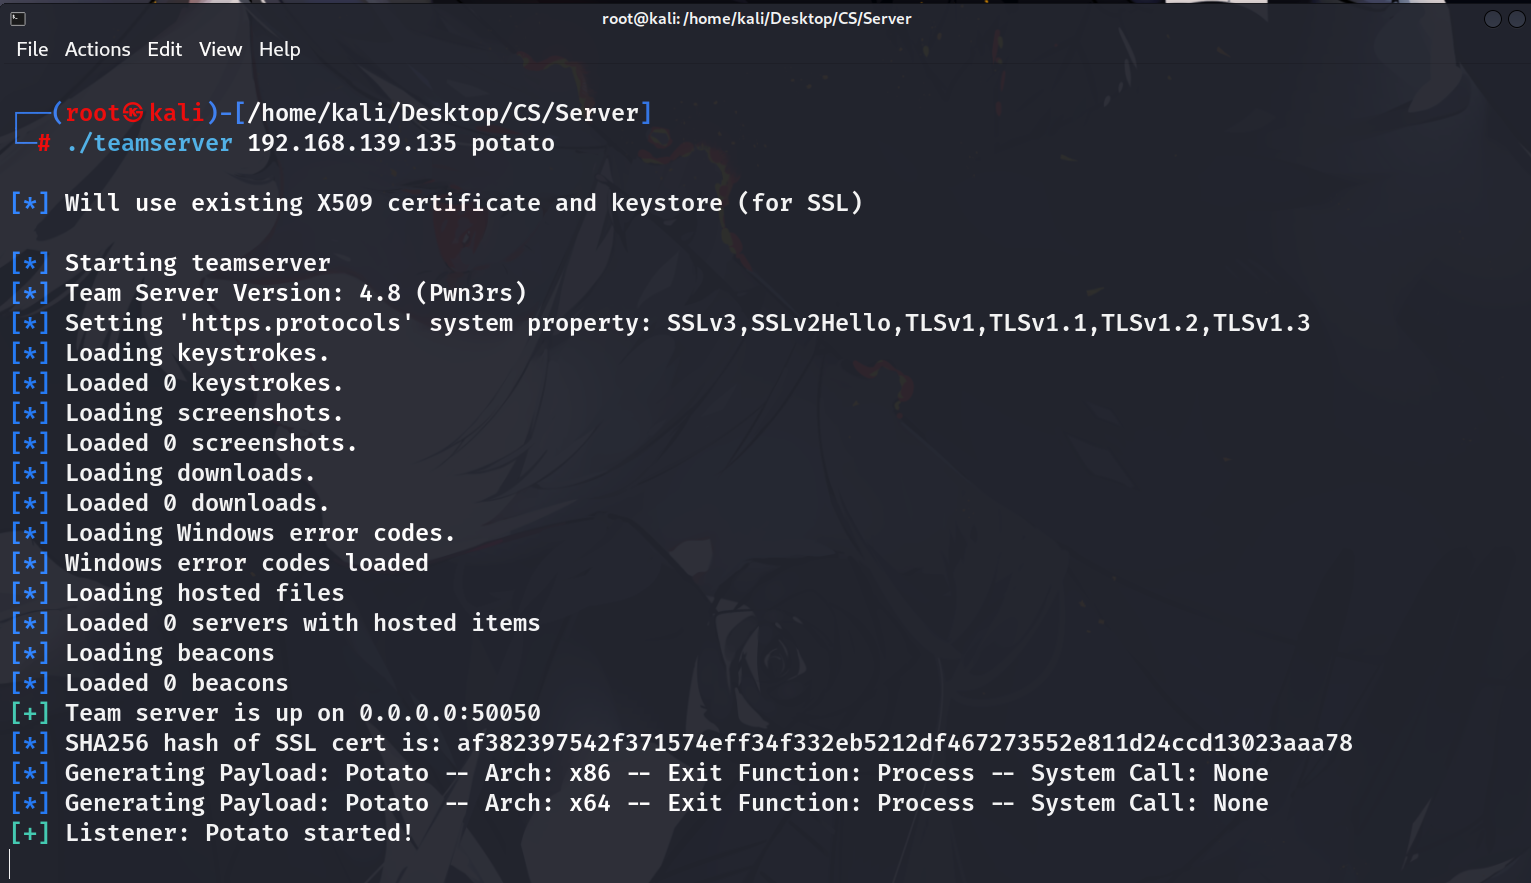 root@kali: /home/kali/Desktop/CS/Server
File Actions Edit View Help
┌──(root㉿kali)-[/home/kali/Desktop/CS/Server]
└─# ./teamserver 192.168.139.135 potato
[*] Will use existing X509 certificate and keystore (for SSL)
[*] Starting teamserver
[*] Team Server Version: 4.8 (Pwn3rs)
[*] Setting 'https.protocols' system property: SSLv3,SSLv2Hello,TLSv1,TLSv1.1,TLSv1.2,TLSv1.3
[*] Loading keystrokes.
[*] Loaded 0 keystrokes.
[*] Loading screenshots.
[*] Loaded 0 screenshots.
[*] Loading downloads.
[*] Loaded 0 downloads.
[*] Loading Windows error codes.
[*] Windows error codes loaded
[*] Loading hosted files
[*] Loaded 0 servers with hosted items
[*] Loading beacons
[*] Loaded 0 beacons
[+] Team server is up on 0.0.0.0:50050
[*] SHA256 hash of SSL cert is: af382397542f371574eff34f332eb5212df467273552e811d24ccd13023aaa78
[*] Generating Payload: Potato -- Arch: x86 -- Exit Function: Process -- System Call: None
[*] Generating Payload: Potato -- Arch: x64 -- Exit Function: Process -- System Call: None
[+] Listener: Potato started!